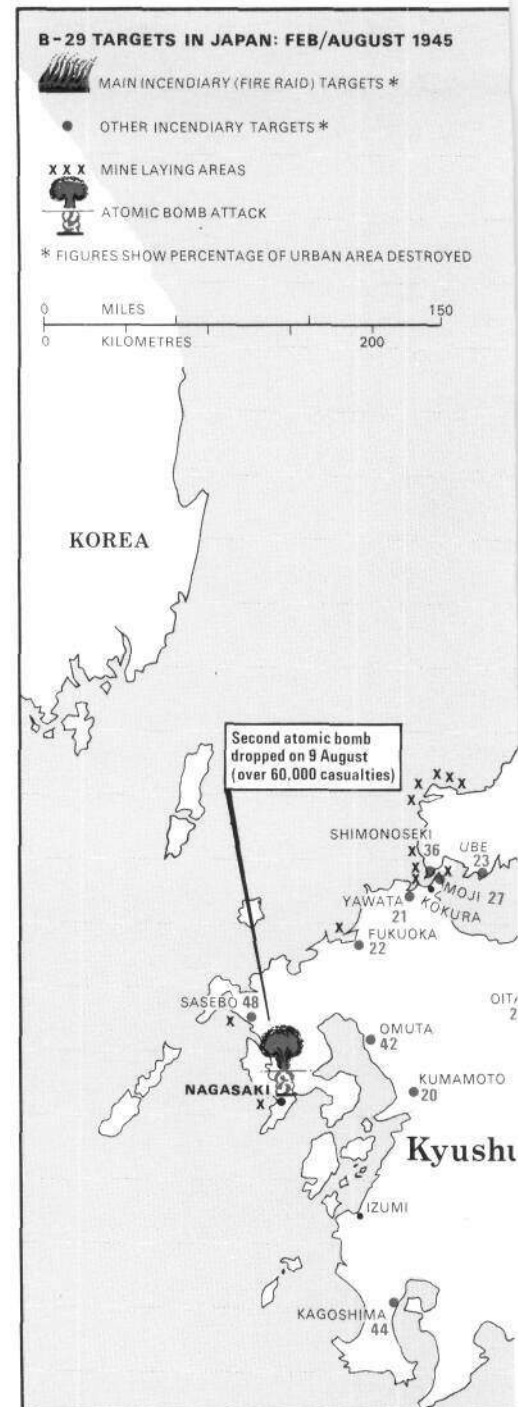 B-29 TARGETS IN JAPAN: FEB/AUGUST 1945
MAIN INCENDIARY (FIRE RAID) TARGETS *
OTHER INCENDIARY TARGETS *
X X X MINE LAYING AREAS
ATOMIC BOMB ATTACK
* FIGURES SHOW PERCENTAGE OF URBAN AREA DESTROYED
0 MILES 150
0 KILOMETRES 200
KOREA
Second atomic bomb
dropped on 9 August
(over 60,000 casualties)
X X X X
X
SHIMONOSEKI
36
UBE
23
X
X
X
X
MOJI 27
YAWATA
21
KOKURA
X
FUKUOKA
22
SASEBO 48
X
OITA
2
OMUTA
42
NAGASAKI
X
KUMAMOTO
20
Kyushu
IZUMI
KAGOSHIMA
44